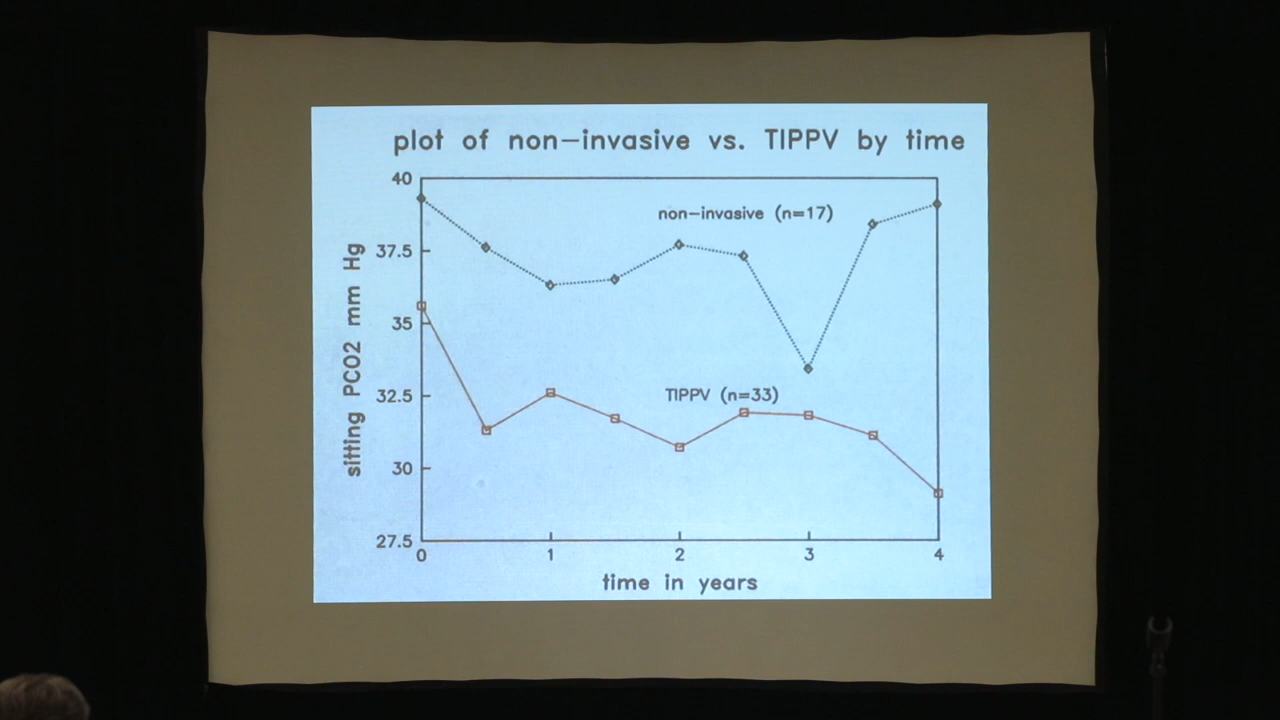 plot of non-invasive vs. TIPPV by time
40
non-invasive (n=17)
37.5
35
32.5
TIPPV (n=33)
30
27.5
sitting PCO2 mm Hg
0 1 2 3 4
time in years